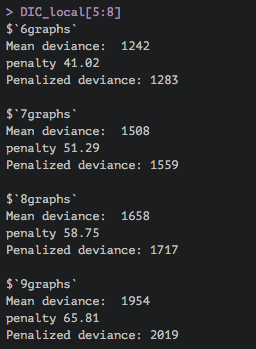 > DIC_local[5:8]
$`6graphs`
Mean deviance:  1242
penalty 41.02
Penalized deviance: 1283
$`7graphs`
Mean deviance:  1508
penalty 51.29
Penalized deviance: 1559
$`8graphs`
Mean deviance:  1658
penalty 58.75
Penalized deviance: 1717
$`9graphs`
Mean deviance:  1954
penalty 65.81
Penalized deviance: 2019